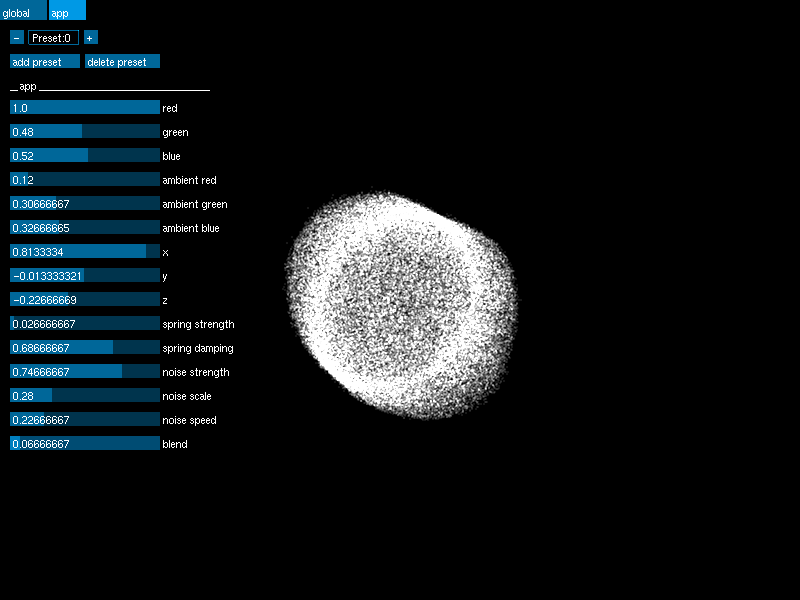 global app
- Preset:0 +
add preset delete preset
app
1.0 red
0.48 green
0.52 blue
0.12 ambient red
0.30666667 ambient green
0.32666665 ambient blue
0.8133334 x
-0.013333321 y
-0.22666669 z
0.026666667 spring strength
0.68666667 spring damping
0.74666667 noise strength
0.28 noise scale
0.22666667 noise speed
0.06666667 blend